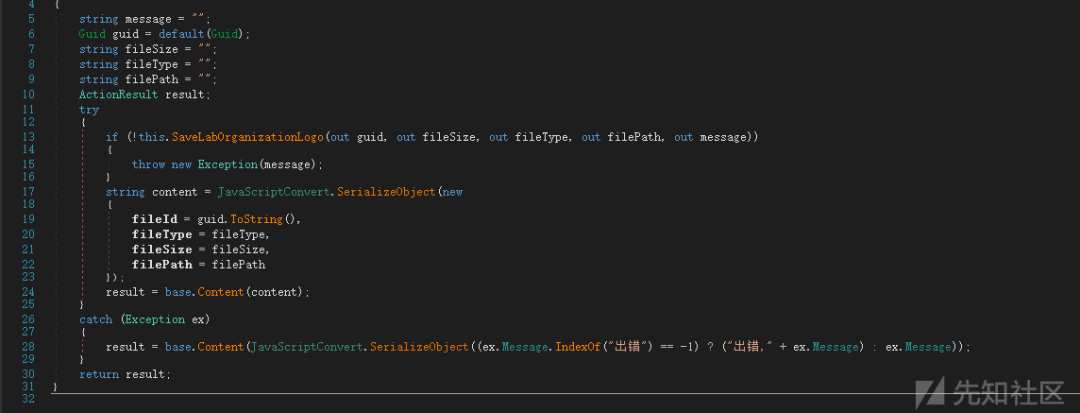 4 {
5 string message = "";
6 Guid guid = default(Guid);
7 string fileSize = "";
8 string fileType = "";
9 string filePath = "";
10 ActionResult result;
11 try
12 {
13 if (!this.SaveLabOrganizationLogo(out guid, out fileSize, out fileType, out filePath, out message))
14 {
15 throw new Exception(message);
16 }
17 string content = JavaScriptConvert.SerializeObject(new
18 {
19 fileId = guid.ToString(),
20 fileType = fileType,
21 fileSize = fileSize,
22 filePath = filePath
23 });
24 result = base.Content(content);
25 }
26 catch (Exception ex)
27 {
28 result = base.Content(JavaScriptConvert.SerializeObject((ex.Message.IndexOf("出错") == -1) ? ("出错," + ex.Message) : ex.Message));
29 }
30 return result;
31 }
32
先知社区